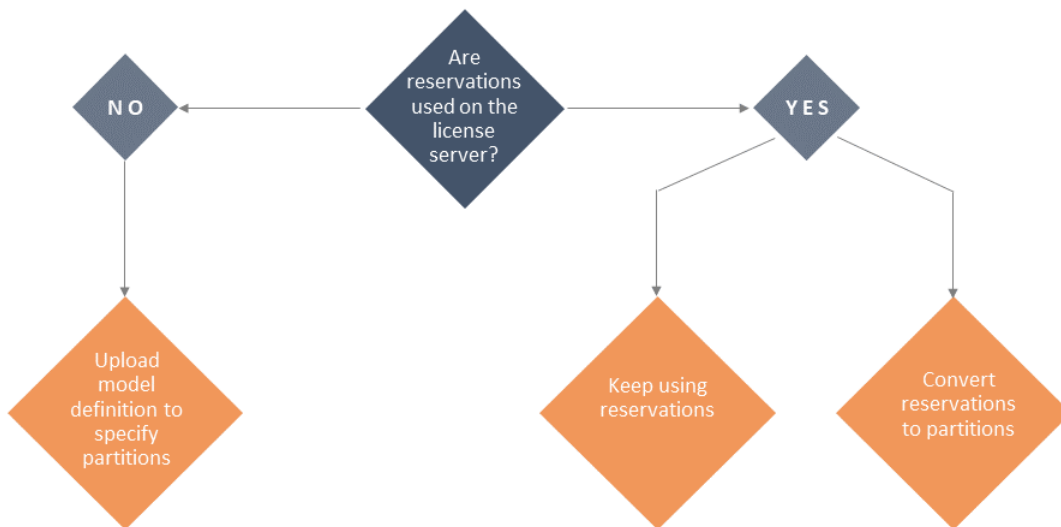 Are
reservations
used on the
license
server?
NO
YES
Upload
model
definition to
specify
partitions
Keep using
reservations
Convert
reservations
to partitions